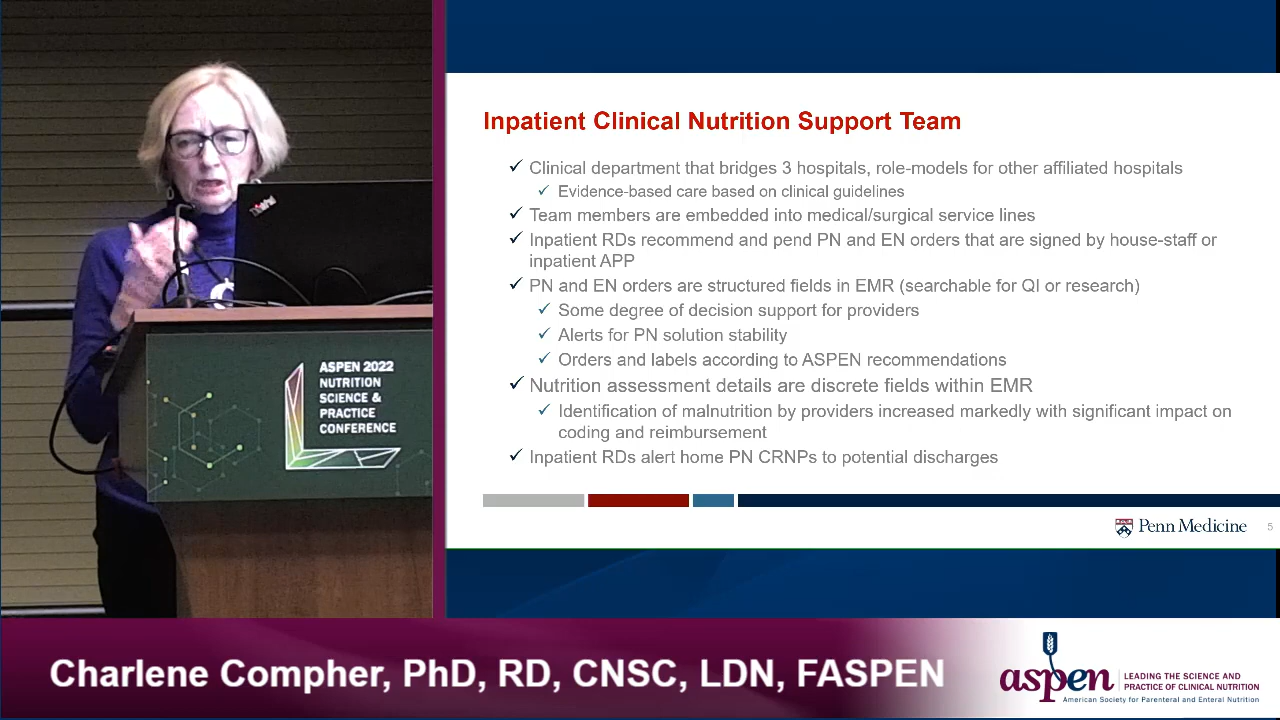 Inpatient Clinical Nutrition Support Team
✓ Clinical department that bridges 3 hospitals, role-models for other affiliated hospitals
✓ Evidence-based care based on clinical guidelines
✓ Team members are embedded into medical/surgical service lines
✓ Inpatient RDs recommend and pend PN and EN orders that are signed by house-staff or
inpatient APP
✓ PN and EN orders are structured fields in EMR (searchable for QI or research)
✓ Some degree of decision support for providers
✓ Alerts for PN solution stability
✓ Orders and labels according to ASPEN recommendations
✓ Nutrition assessment details are discrete fields within EMR
✓ Identification of malnutrition by providers increased markedly with significant impact on
coding and reimbursement
✓ Inpatient RDs alert home PN CRNPs to potential discharges
Penn Medicine
5
ASPEN 2022
NUTRITION
SCIENCE &
PRACTICE
CONFERENCE
Charlene Compher, PhD, RD, CNSC, LDN, FASPEN
aspen
LEADING THE SCIENCE AND
PRACTICE OF CLINICAL NUTRITION
American Society for Parenteral and Enteral Nutrition